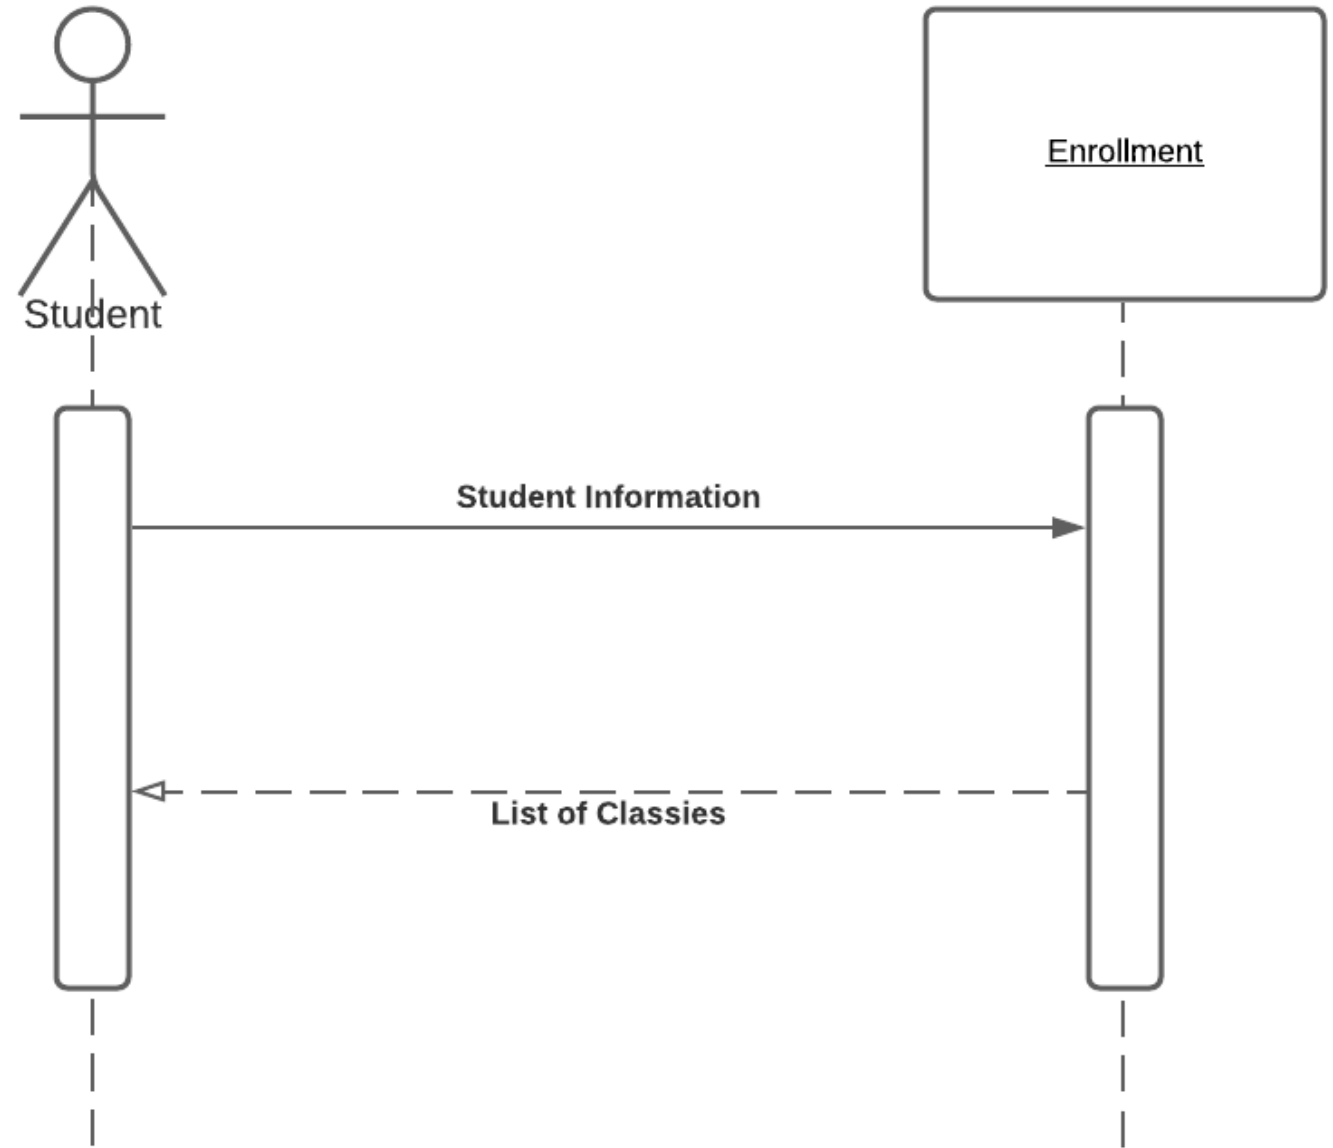 Enrollment
Student
Student Information
List of Classies